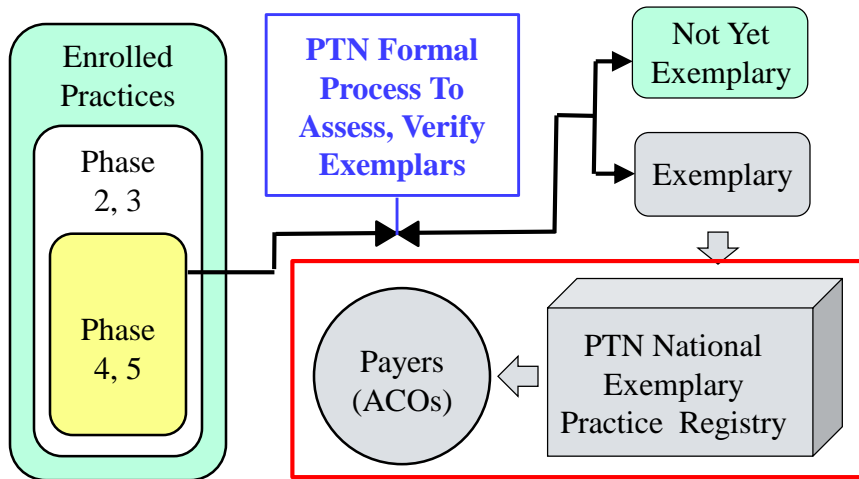 Enrolled
Practices
Phase
2, 3
Phase
4, 5
PTN Formal
Process To
Assess, Verify
Exemplars
Not Yet
Exemplary
Exemplary
Payers
(ACOs)
PTN National
Exemplary
Practice Registry